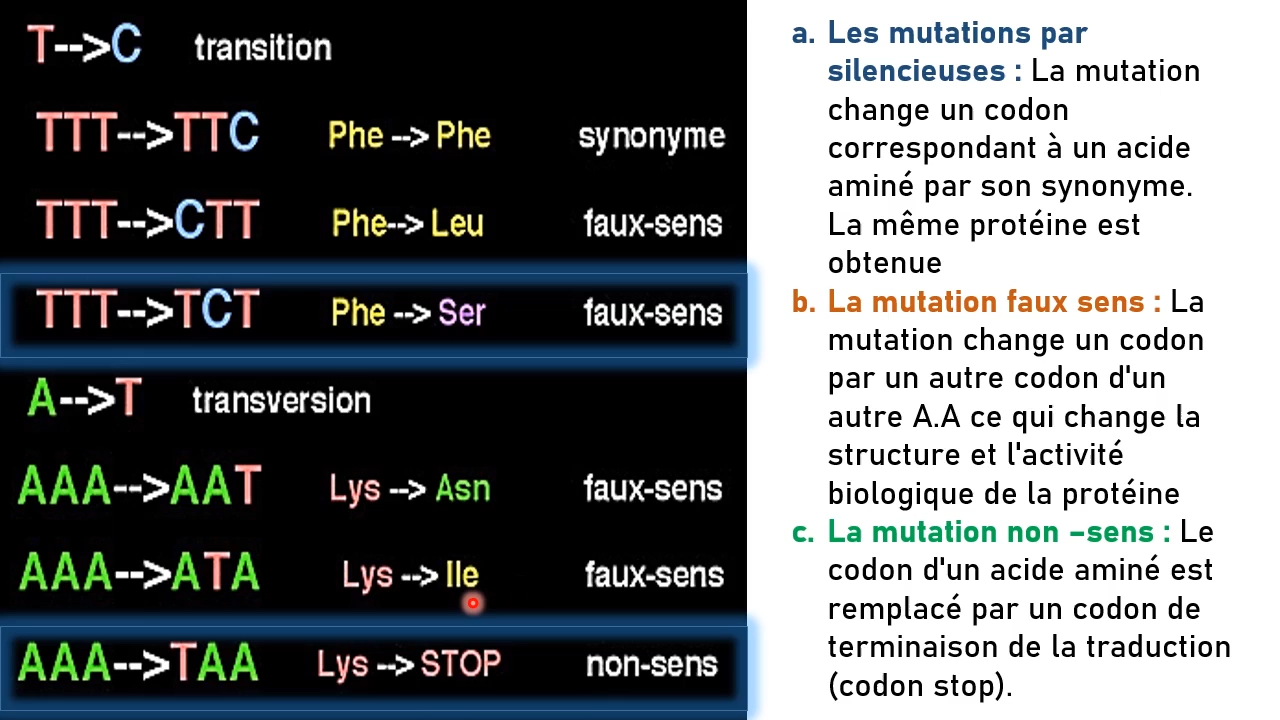 T-->C transition
TTT-->TTC Phe --> Phe synonyme
TTT-->CTT Phe--> Leu faux-sens
TTT-->TCT Phe --> Ser faux-sens
A-->T transversion
AAA-->AAT Lys --> Asn faux-sens
AAA-->ATA Lys --> Ile faux-sens
AAA-->TAA Lys --> STOP non-sens
a. Les mutations par
silencieuses : La mutation
change un codon
correspondant à un acide
aminé par son synonyme.
La même protéine est
obtenue
b. La mutation faux sens : La
mutation change un codon
par un autre codon d'un
autre A.A ce qui change la
structure et l'activité
biologique de la protéine
c. La mutation non –sens : Le
codon d'un acide aminé est
remplacé par un codon de
terminaison de la traduction
(codon stop).